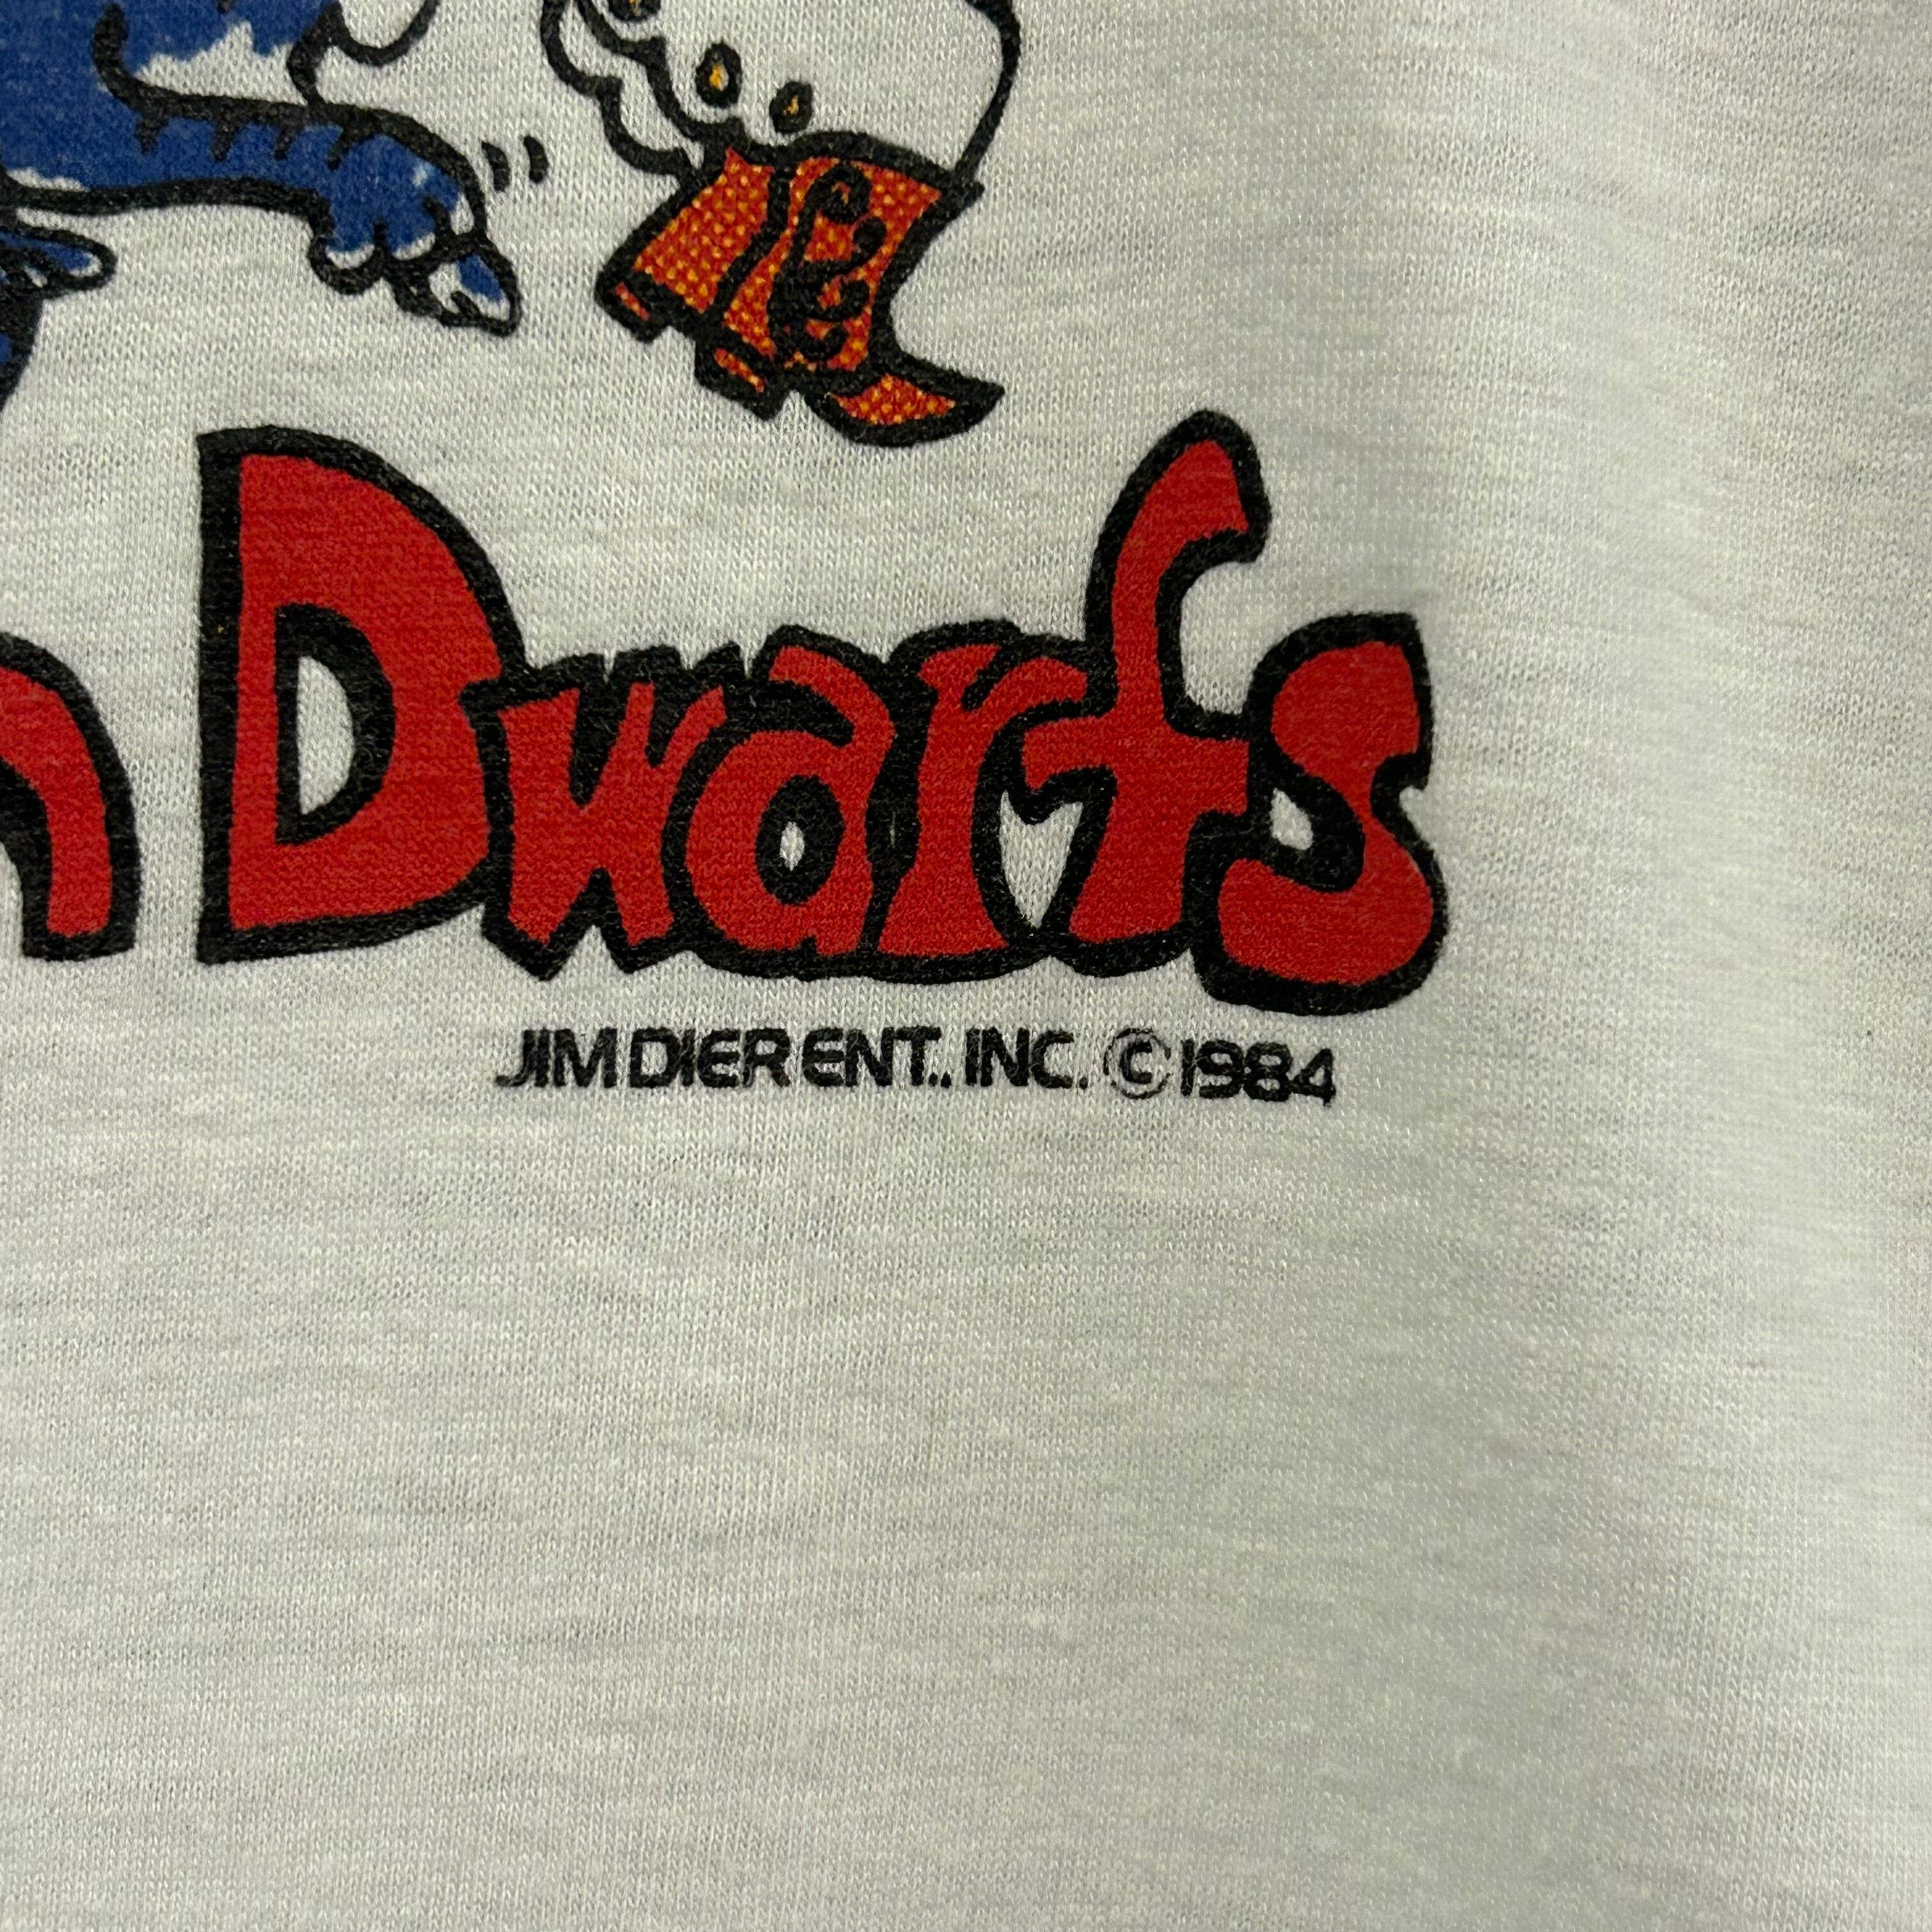 n Dwarfs
JIM DIER ENT., INC. ©1984